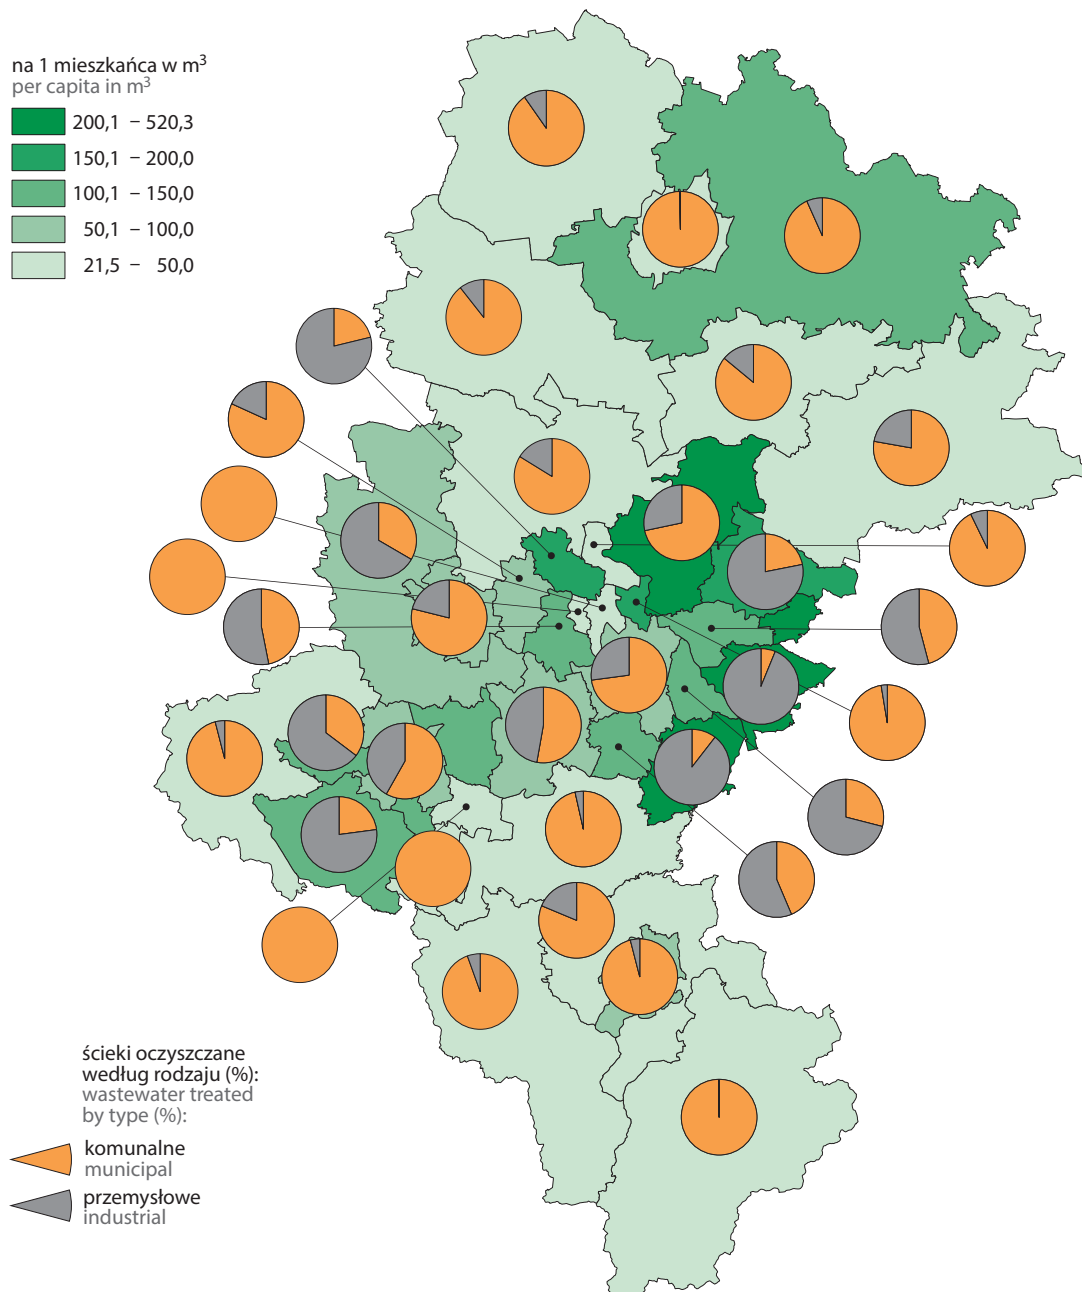 na 1 mieszkańca w m³
per capita in m³
200,1 – 520,3
150,1 – 200,0
100,1 – 150,0
50,1 – 100,0
21,5 – 50,0
ścieki oczyszczane
według rodzaju (%):
wastewater treated
by type (%):
komunalne
municipal
przemysłowe
industrial